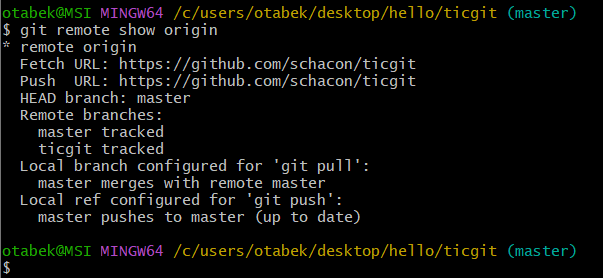 otabek@MSI MINGW64 /c/users/otabek/desktop/hello/ticgit (master)
$ git remote show origin
* remote origin
  Fetch URL: https://github.com/schacon/ticgit
  Push  URL: https://github.com/schacon/ticgit
  HEAD branch: master
  Remote branches:
    master tracked
    ticgit tracked
  Local branch configured for 'git pull':
    master merges with remote master
  Local ref configured for 'git push':
    master pushes to master (up to date)

otabek@MSI MINGW64 /c/users/otabek/desktop/hello/ticgit (master)
$